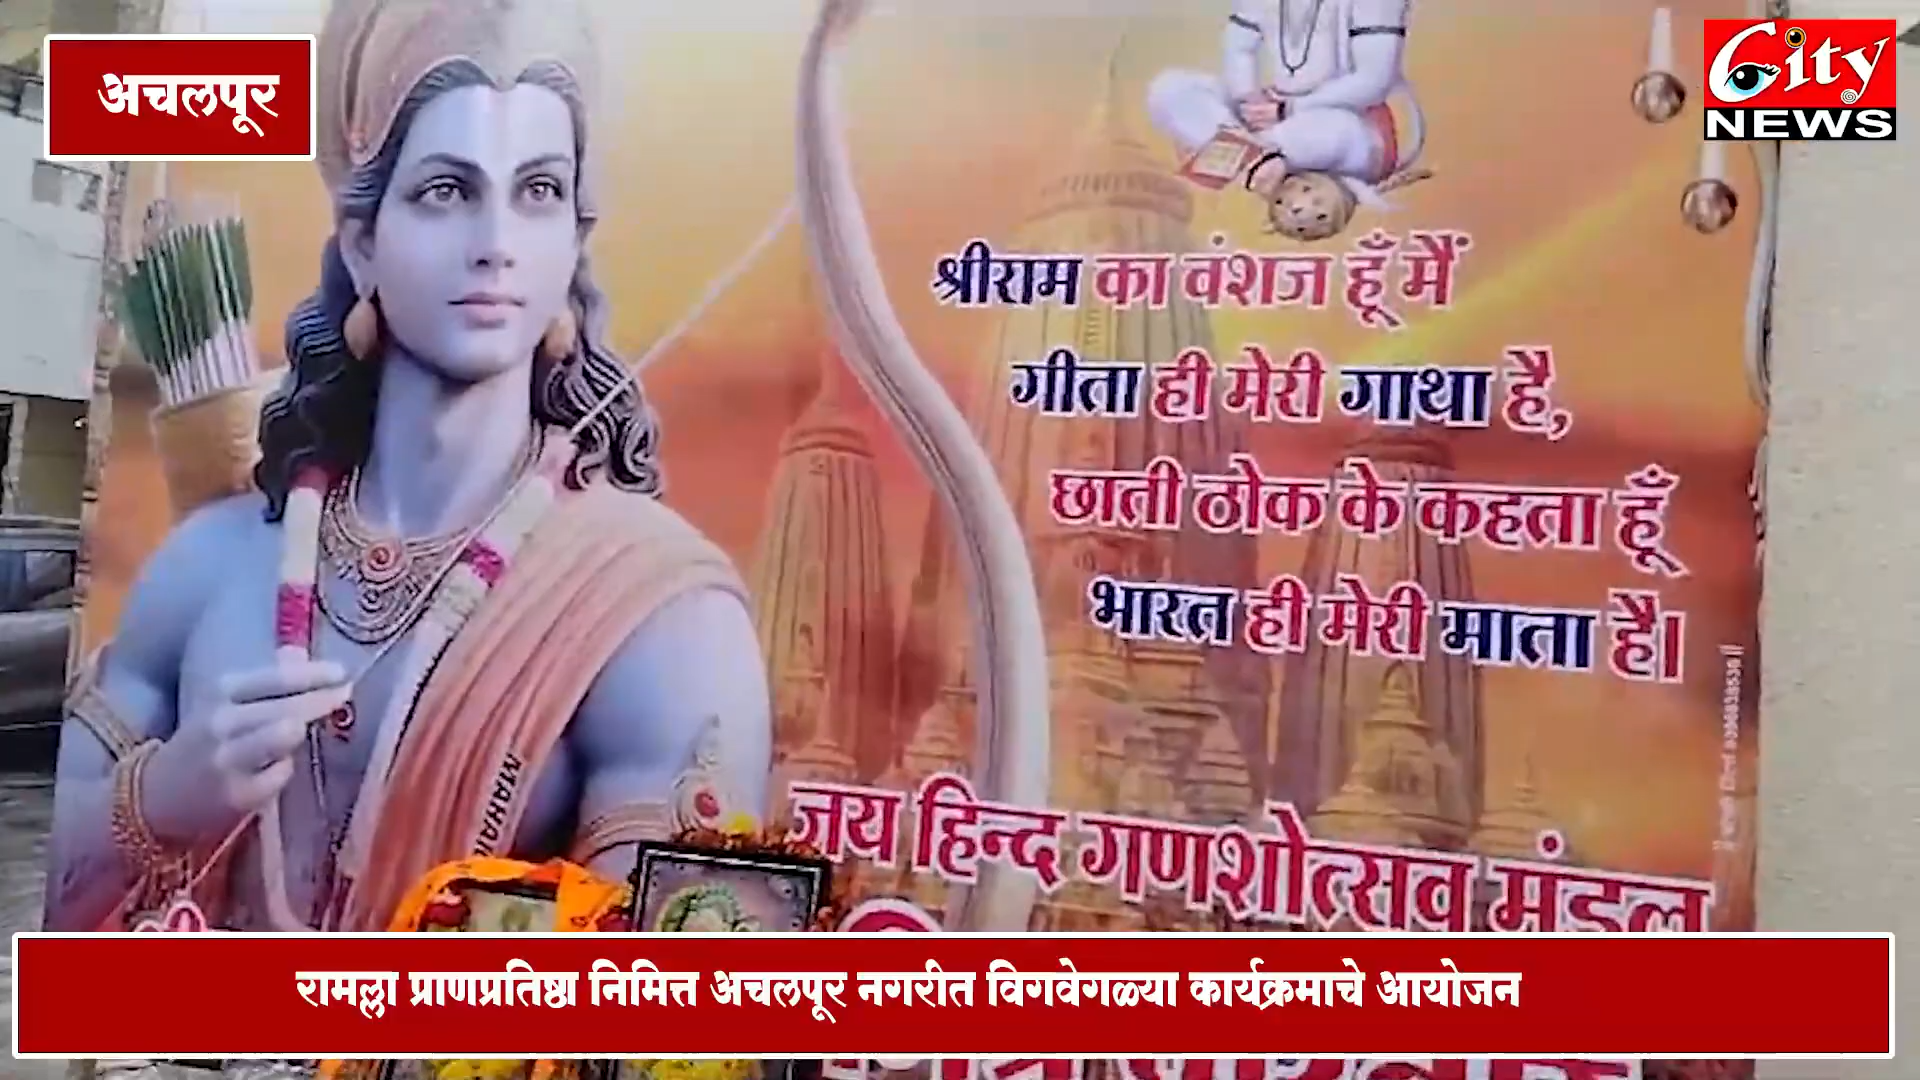 अचलपूर
City
NEWS
श्रीराम का वंशज हूँ मैं
गीता ही मेरी गाथा है,
छाती ठोक के कहता हूँ
भारत ही मेरी माता है।
जय हिन्द गणशोत्सव मंडल
रामल्ला प्राणप्रतिष्ठा निमित्त अचलपूर नगरीत विगवेगळ्या कार्यक्रमाचे आयोजन